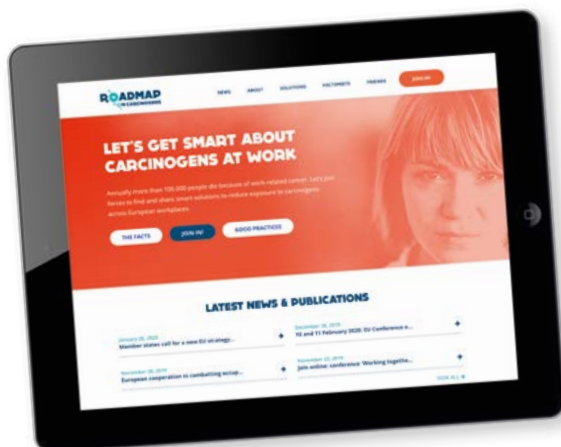 ROADMAP
ON CARCINOGENS
NEWS ABOUT SOLUTIONS FACTSHEETS FRIENDS JOIN IN!
LET'S GET SMART ABOUT
CARCINOGENS AT WORK
Annually more than 100.000 people die because of work-related cancer. Let's join
forces to find and share smart solutions to reduce exposure to carcinogens
across European workplaces.
THE FACTS JOIN IN! GOOD PRACTICES
LATEST NEWS & PUBLICATIONS
January 28, 2020
Member states call for a new EU strategy...
December 18, 2019
10 and 11 February 2020: EU Conference o...
November 28, 2019
European cooperation in combatting occup...
November 22, 2019
Join online: conference 'Working togethe...
VIEW ALL